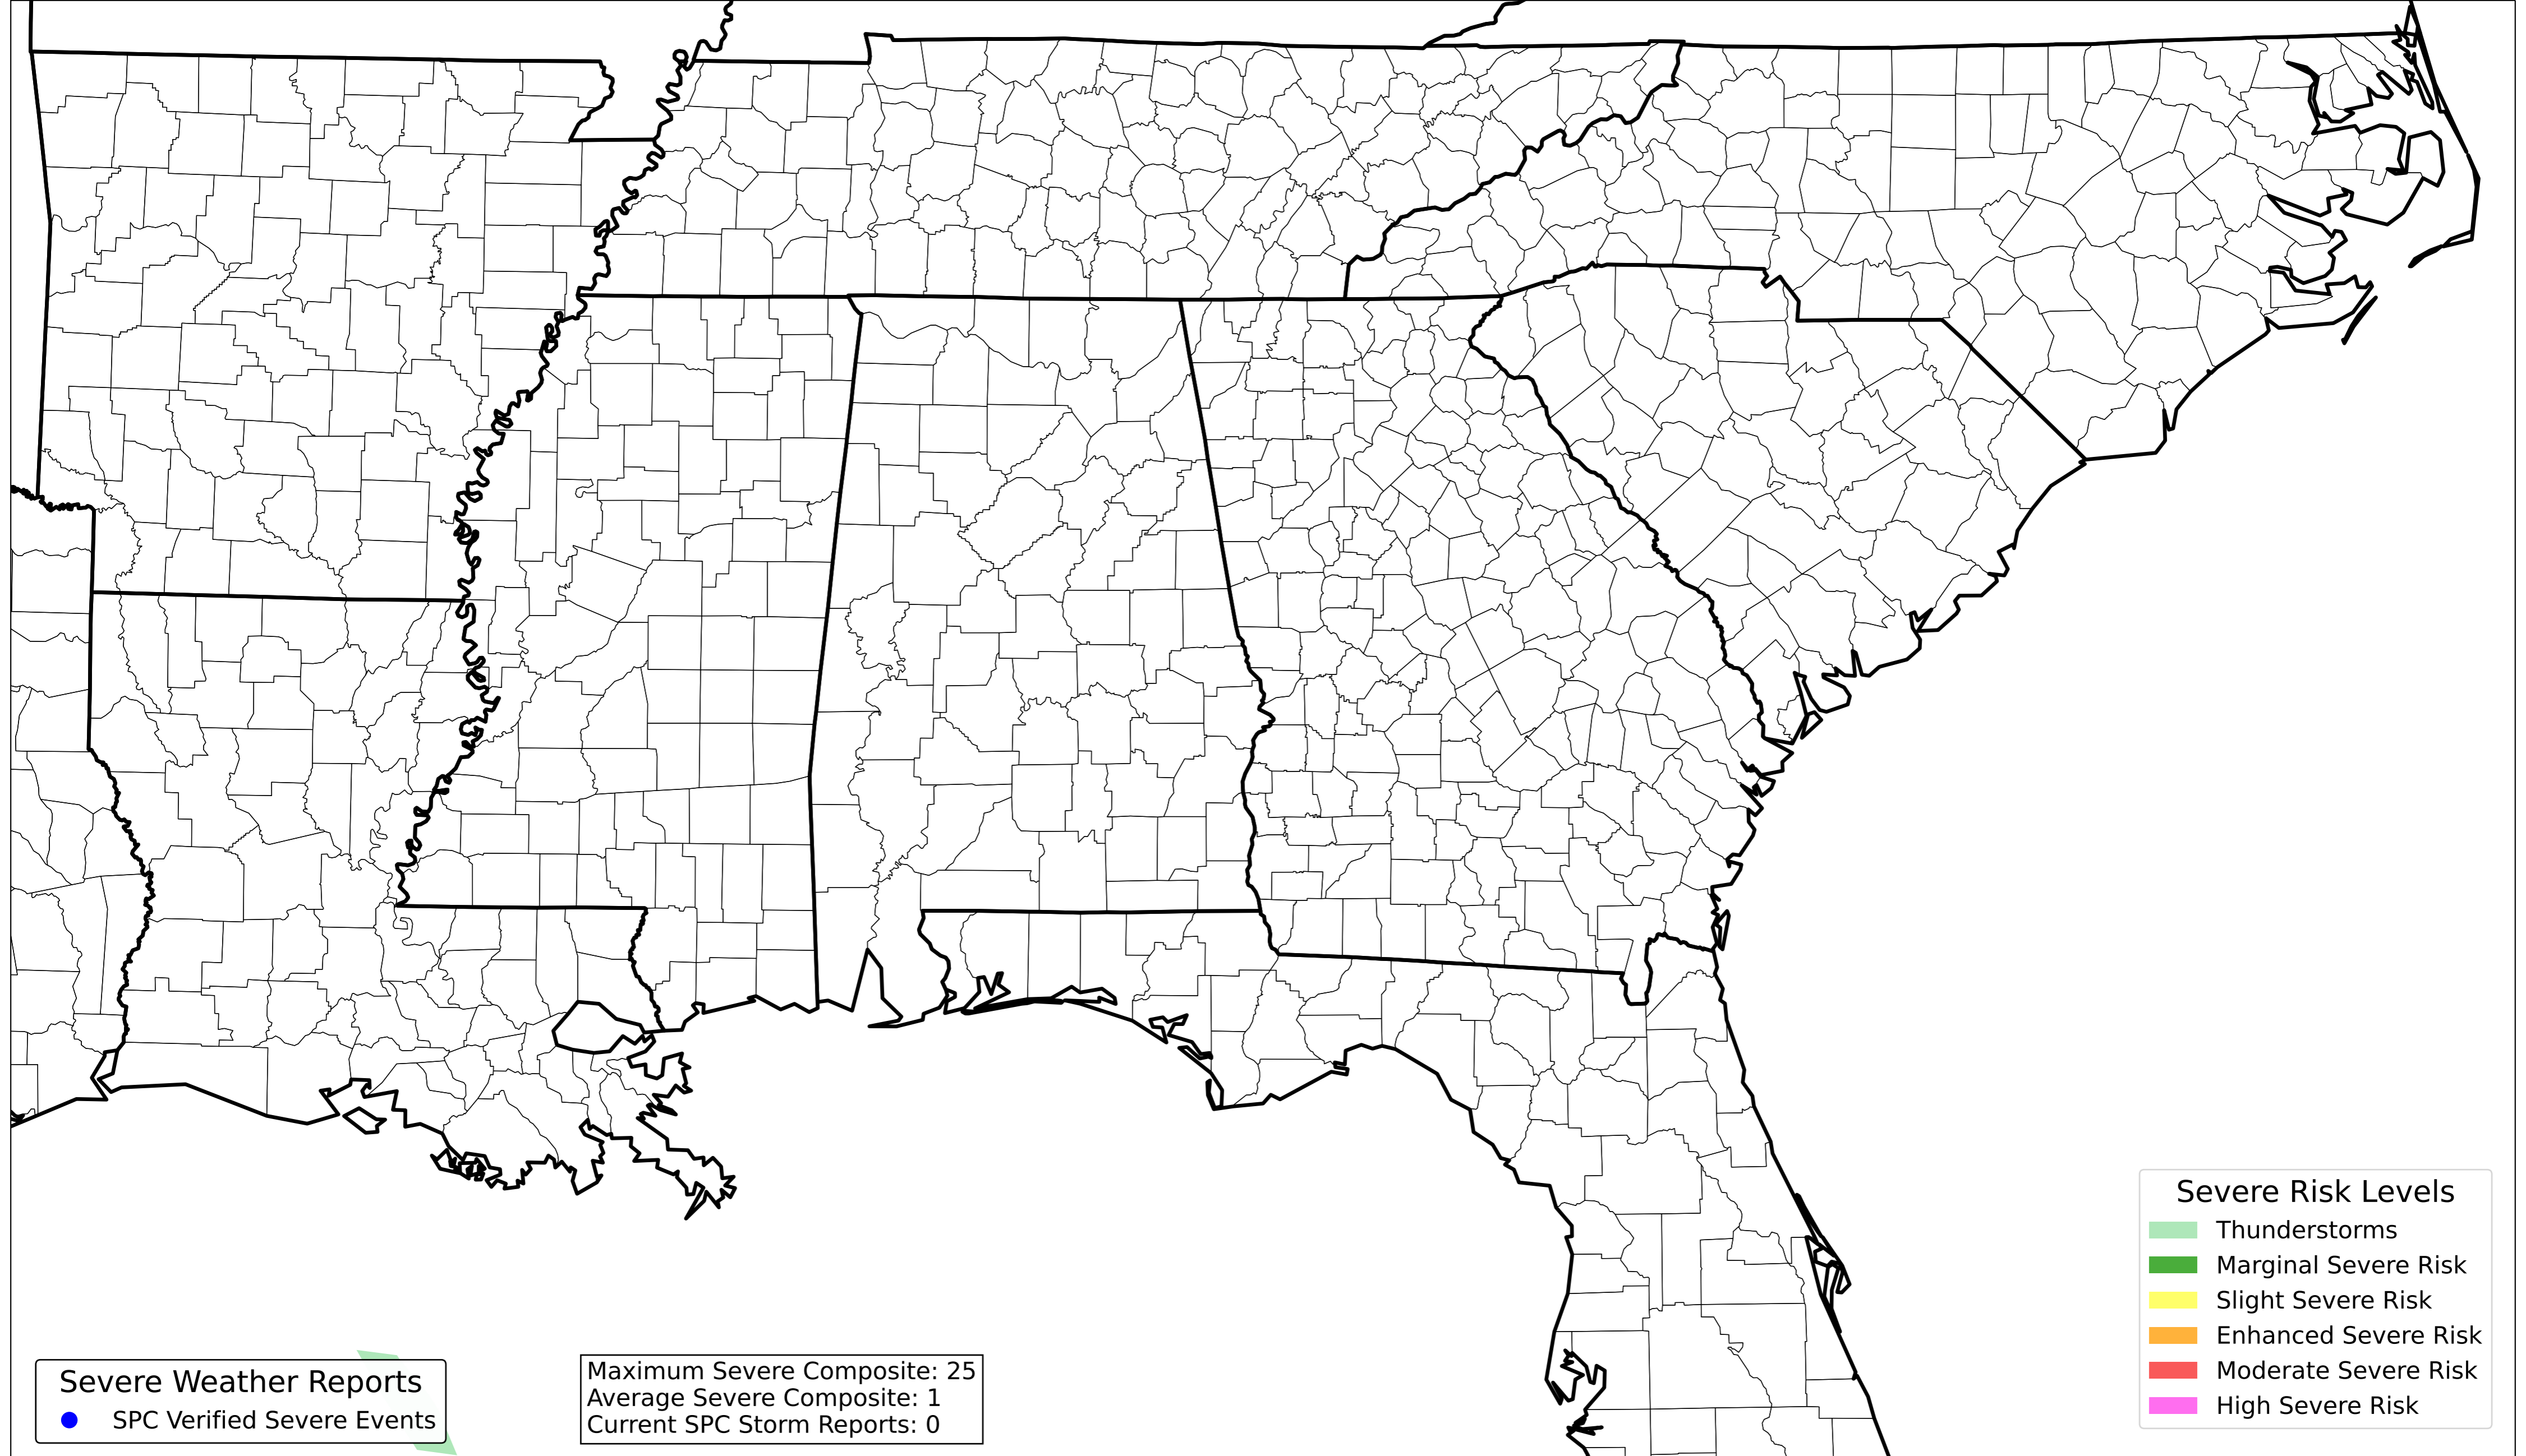 Severe Weather Reports
SPC Verified Severe Events
Maximum Severe Composite: 25
Average Severe Composite: 1
Current SPC Storm Reports: 0
Severe Risk Levels
Thunderstorms
Marginal Severe Risk
Slight Severe Risk
Enhanced Severe Risk
Moderate Severe Risk
High Severe Risk